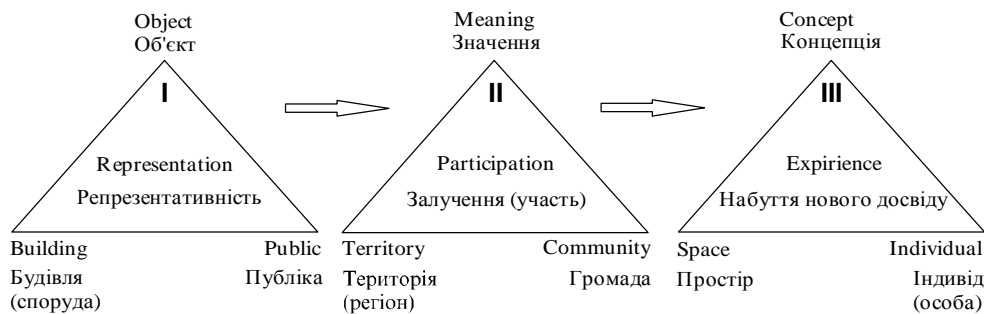 Object
Об'єкт
I
Representation
Репрезентативність
Building
Будівля
(споруда)
Public
Публіка
Meaning
Значення
II
Participation
Залучення (участь)
Territory
Територія
(регіон)
Community
Громада
Concept
Концепція
III
Expirience
Набуття нового досвіду
Space
Простір
Individual
Індивід
(особа)